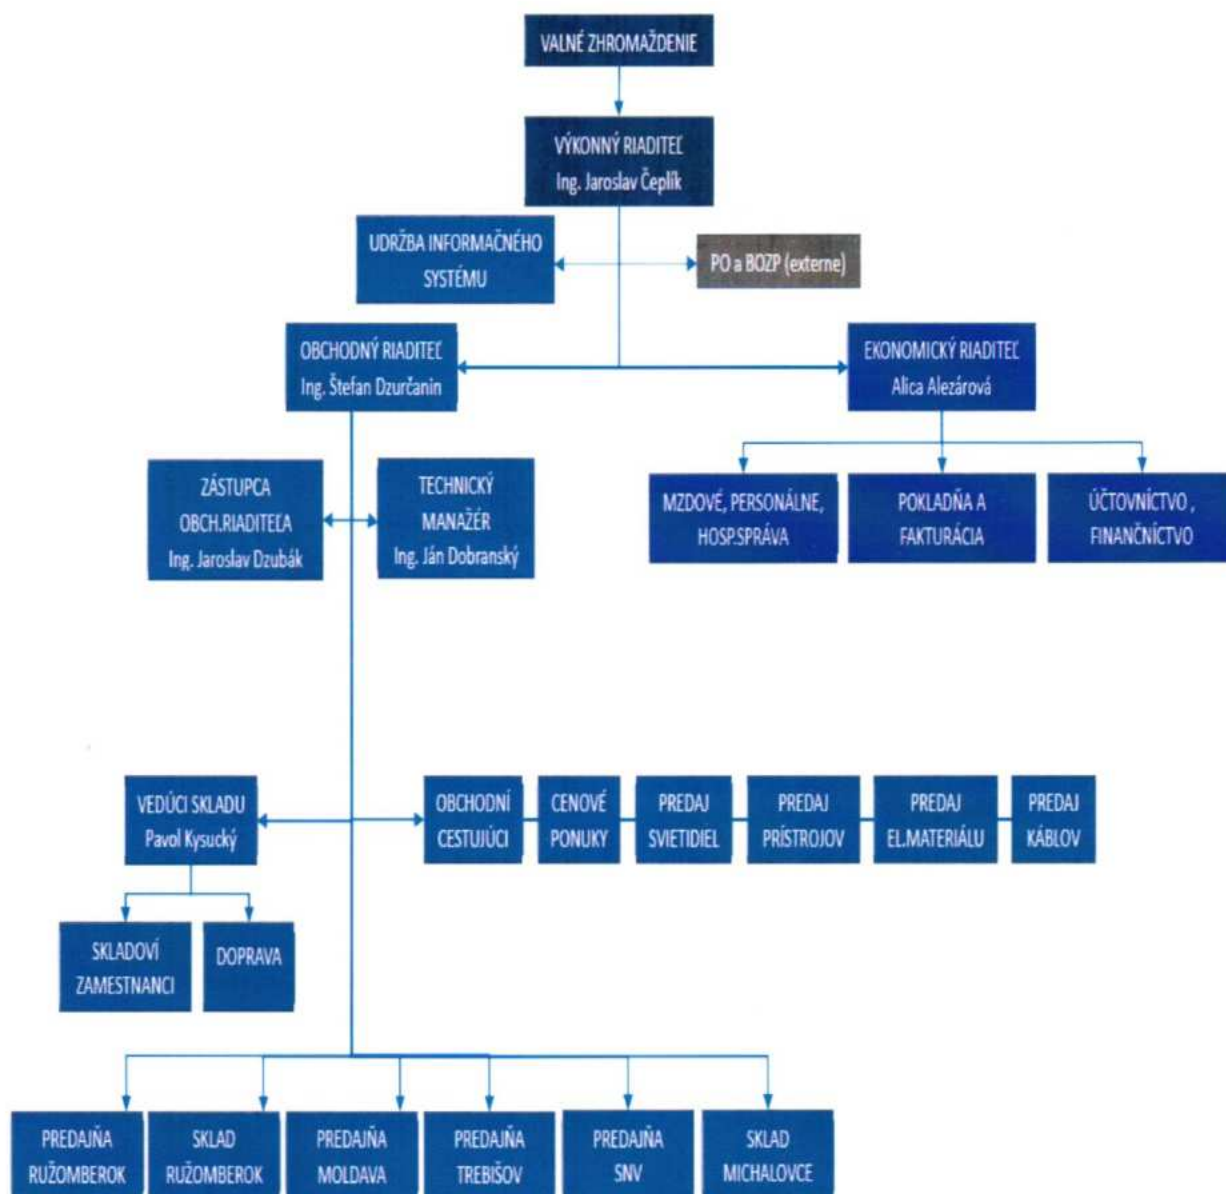 VALNÉ ZHROMAŽDENIE
VÝKONNÝ RIADITEĽ
Ing. Jaroslav Čeplík
UDRŽBA INFORMAČNÉHO
SYSTÉMU
PO a BOZP (externe)
OBCHODNÝ RIADITEĽ
Ing. Štefan Dzurčanin
EKONOMICKÝ RIADITEĽ
Alica Alezárová
ZÁSTUPCA
OBCH.RIADITEĽA
Ing. Jaroslav Dzubák
TECHNICKÝ
MANAŽÉR
Ing. Ján Dobranský
MZDOVÉ, PERSONÁLNE,
HOSP.SPRÁVA
POKLADŇA A
FAKTURÁCIA
ÚČTOVNÍCTVO ,
FINANČNÍCTVO
VEDÚCI SKLADU
Pavol Kysucký
OBCHODNÍ
CESTUJÚCI
CENOVÉ
PONUKY
PREDAJ
SVIETIDIEL
PREDAJ
PRÍSTROJOV
PREDAJ
EL.MATERIÁLU
PREDAJ
KÁBLOV
SKLADOVÍ
ZAMESTNANCI
DOPRAVA
PREDAJŇA
RUŽOMBEROK
SKLAD
RUŽOMBEROK
PREDAJŇA
MOLDAVA
PREDAJŇA
TREBIŠOV
PREDAJŇA
SNV
SKLAD
MICHALOVCE